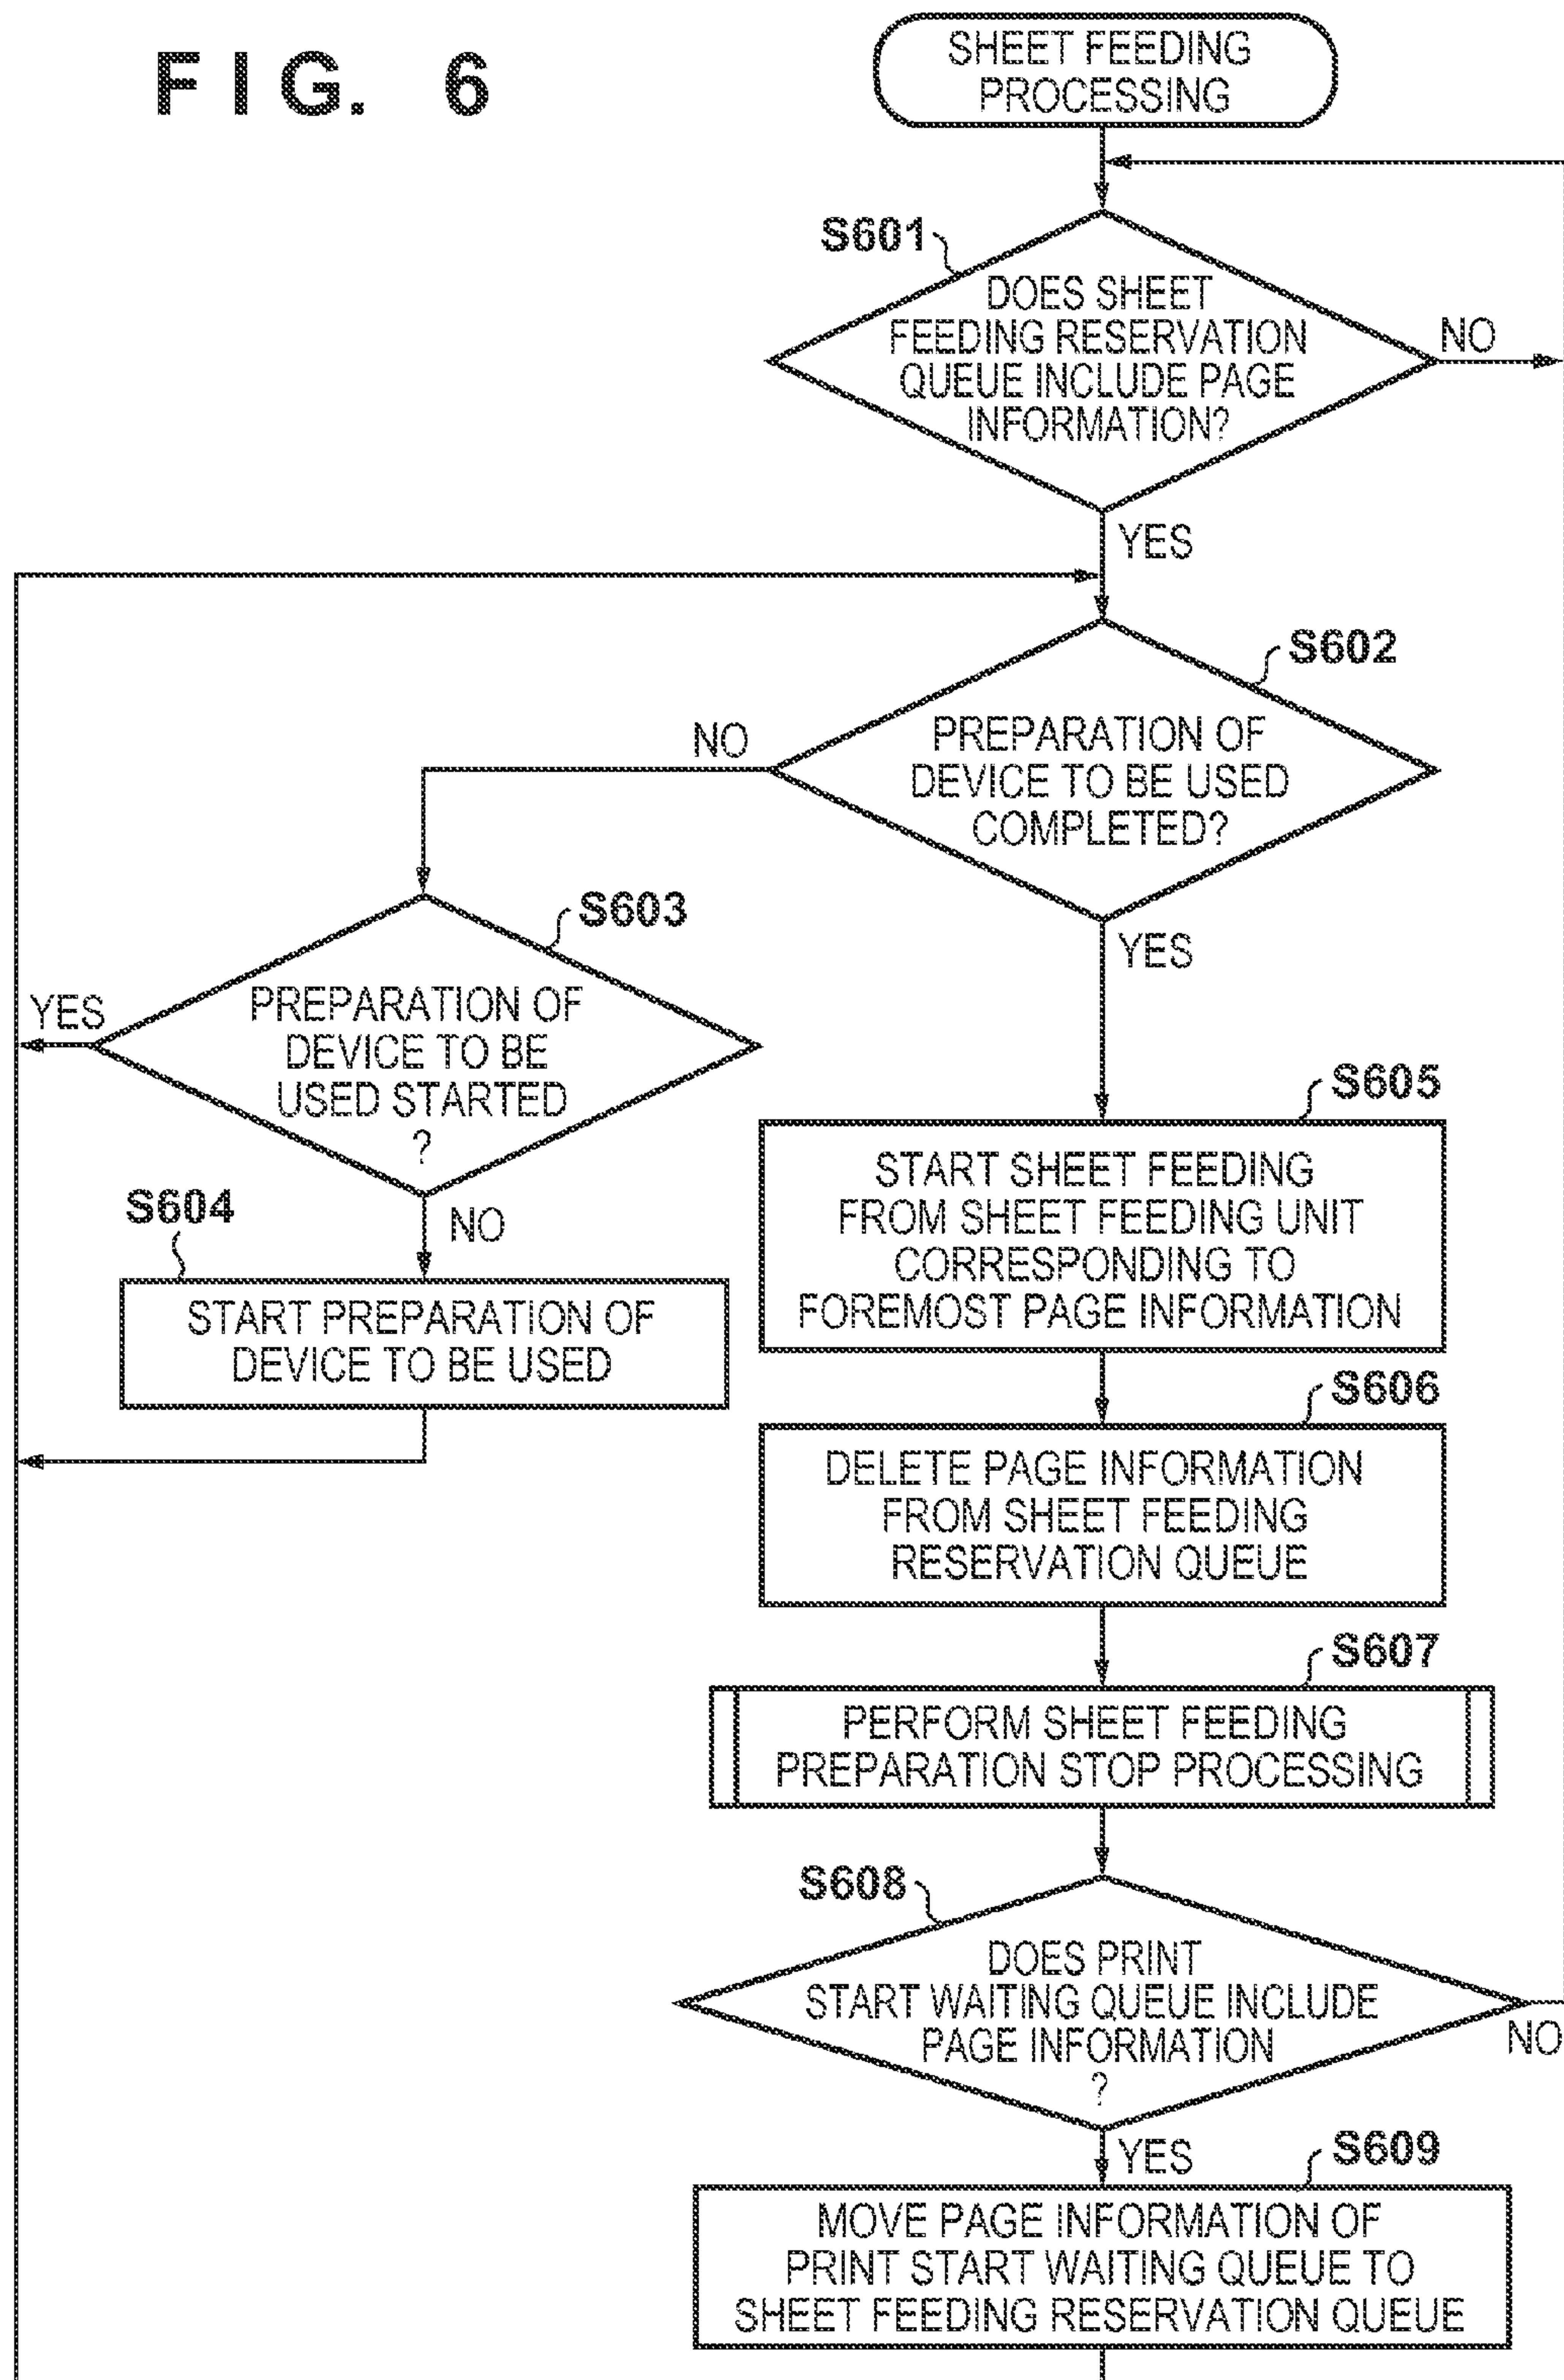 FIG. 6
SHEET FEEDING
PROCESSING
S601
DOES SHEET
FEEDING RESERVATION
QUEUE INCLUDE PAGE
INFORMATION?
NO
YES
S602
PREPARATION OF
DEVICE TO BE USED
COMPLETED?
NO
YES
S603
PREPARATION OF
DEVICE TO BE
USED STARTED
?
YES
NO
S604
START PREPARATION OF
DEVICE TO BE USED
S605
START SHEET FEEDING
FROM SHEET FEEDING UNIT
CORRESPONDING TO
FOREMOST PAGE INFORMATION
S606
DELETE PAGE INFORMATION
FROM SHEET FEEDING
RESERVATION QUEUE
S607
PERFORM SHEET FEEDING
PREPARATION STOP PROCESSING
S608
DOES PRINT
START WAITING QUEUE INCLUDE
PAGE INFORMATION
?
NO
YES
S609
MOVE PAGE INFORMATION OF
PRINT START WAITING QUEUE TO
SHEET FEEDING RESERVATION QUEUE